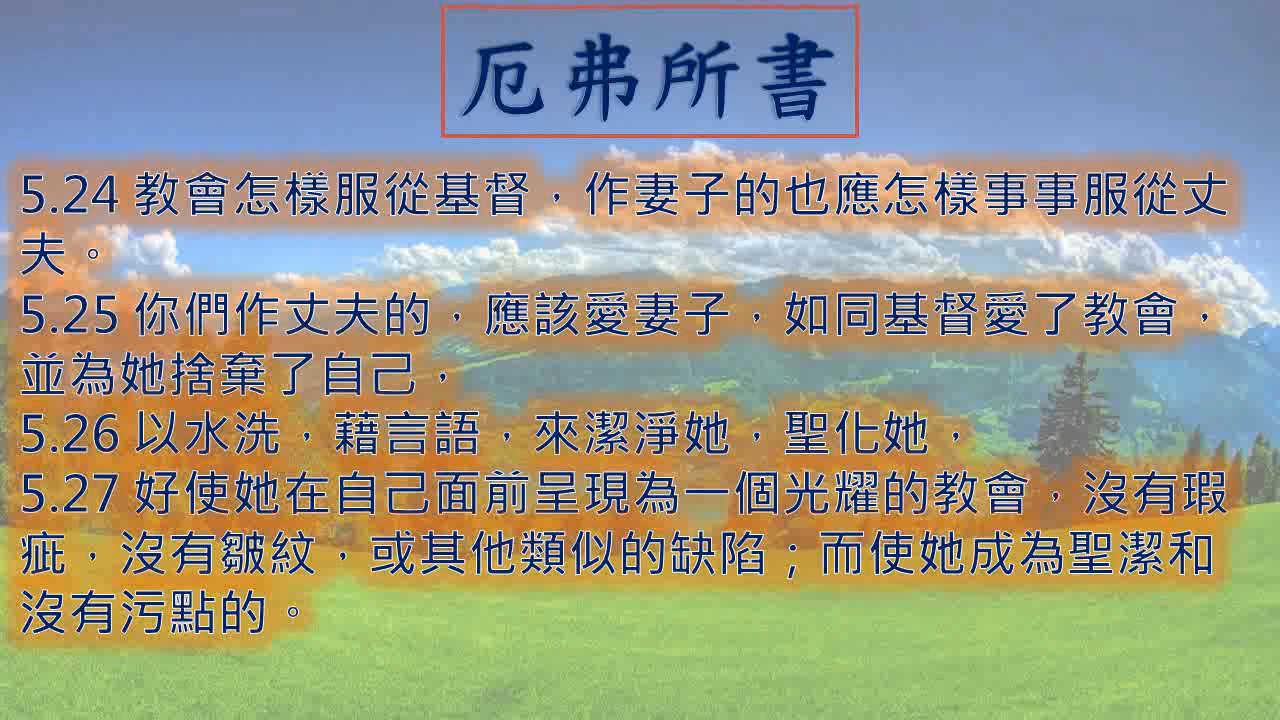 厄弗所書
5.24 教會怎樣服從基督，作妻子的也應怎樣事事服從丈
夫。
5.25 你們作丈夫的，應該愛妻子，如同基督愛了教會，
並為她捨棄了自己，
5.26 以水洗，藉言語，來潔淨她，聖化她，
5.27 好使她在自己面前呈現為一個光耀的教會，沒有瑕
疵，沒有皺紋，或其他類似的缺陷；而使她成為聖潔和
沒有污點的。